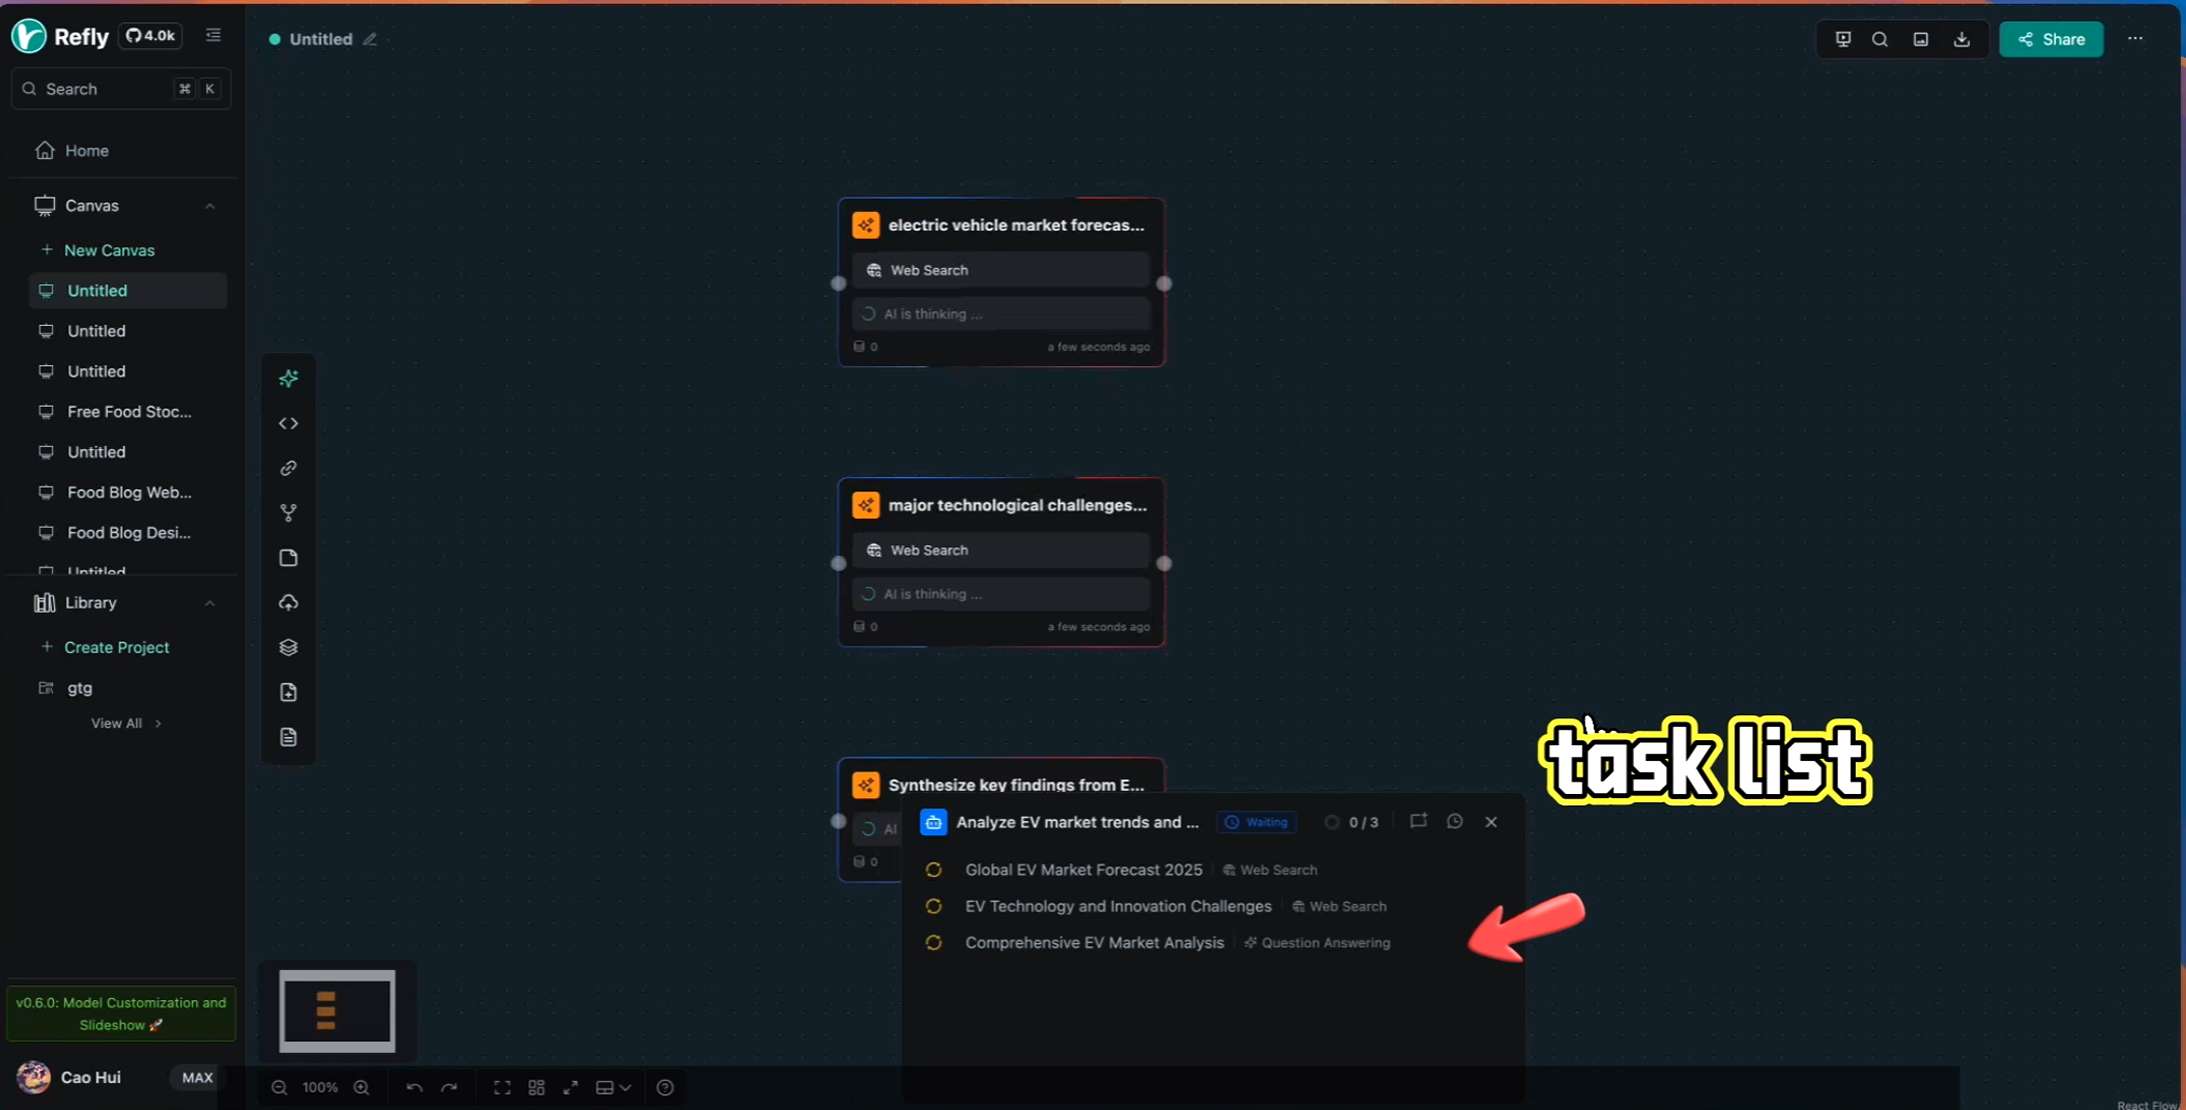 Refly
4.0k
Search
⌘ K
Home
Canvas
+ New Canvas
Untitled
Untitled
Untitled
Free Food Stoc...
Untitled
Food Blog Web...
Food Blog Desi...
Untitled
Library
+ Create Project
gtg
View All >
v0.6.0: Model Customization and
Slideshow 🚀
Cao Hui MAX
Untitled
Share
electric vehicle market forecas...
Web Search
AI is thinking ...
0 a few seconds ago
major technological challenges...
Web Search
AI is thinking ...
0 a few seconds ago
Synthesize key findings from E...
AI
0
task list
Analyze EV market trends and ... Waiting 0 / 3
Global EV Market Forecast 2025 Web Search
EV Technology and Innovation Challenges Web Search
Comprehensive EV Market Analysis Question Answering
100%
React Flow